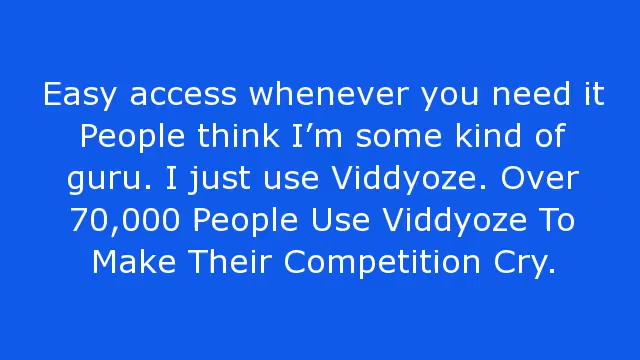 Easy access whenever you need it
People think I’m some kind of
guru. I just use Viddyoze. Over
70,000 People Use Viddyoze To
Make Their Competition Cry.